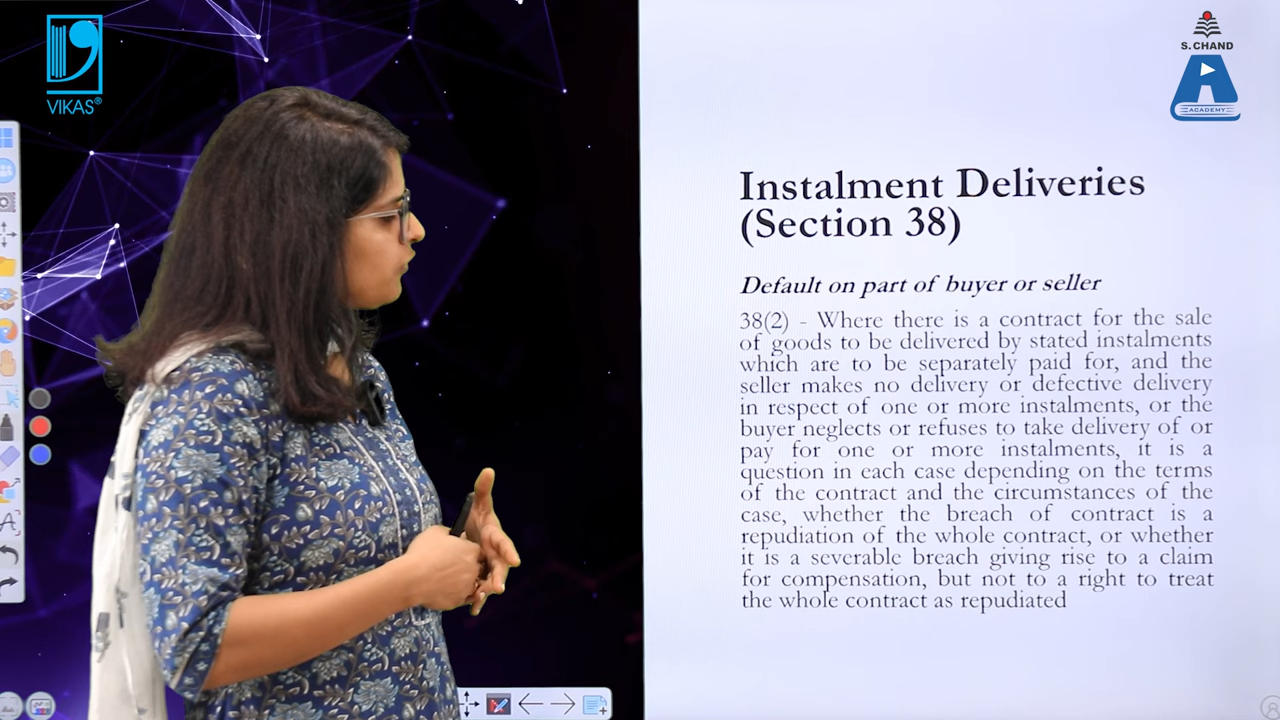 VIKAS®
S. CHAND
ACADEMY
Instalment Deliveries
(Section 38)
Default on part of buyer or seller
38(2) - Where there is a contract for the sale
of goods to be delivered by stated instalments
which are to be separately paid for, and the
seller makes no delivery or defective delivery
in respect of one or more instalments, or the
buyer neglects or refuses to take delivery of or
pay for one or more instalments, it is a
question in each case depending on the terms
of the contract and the circumstances of the
case, whether the breach of contract is a
repudiation of the whole contract, or whether
it is a severable breach giving rise to a claim
for compensation, but not to a right to treat
the whole contract as repudiated